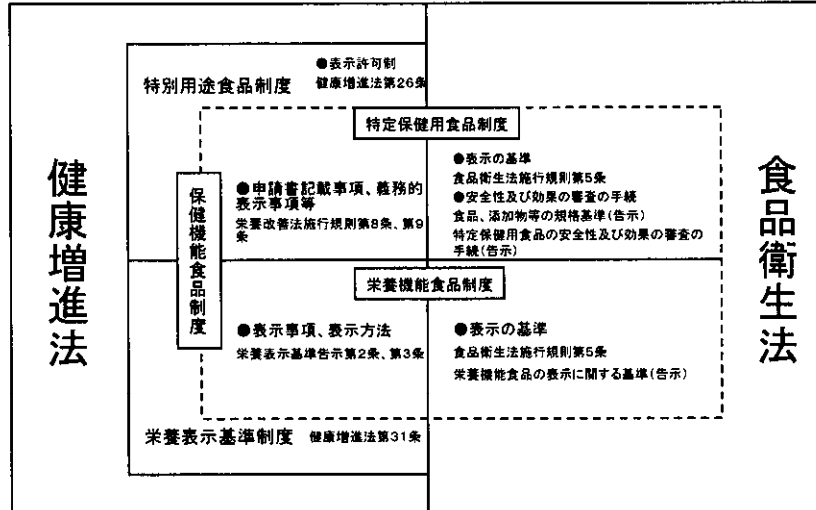 健康増進法
特別用途食品制度
●表示許可制
健康増進法第26条
特定保健用食品制度
保健機能食品制度
●申請書記載事項、義務的
表示事項等
栄養改善法施行規則第8条、第9
条
●表示の基準
食品衛生法施行規則第5条
●安全性及び効果の審査の手続
食品、添加物等の規格基準(告示)
特定保健用食品の安全性及び効果の審査の
手続(告示)
栄養機能食品制度
●表示事項、表示方法
栄養表示基準告示第2条、第3条
●表示の基準
食品衛生法施行規則第5条
栄養機能食品の表示に関する基準(告示)
栄養表示基準制度 健康増進法第31条
食品衛生法